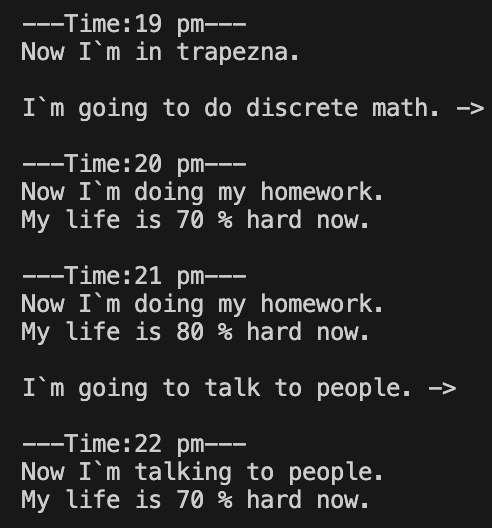 ---Time:19 pm---
Now I`m in trapezna.
I`m going to do discrete math. ->
---Time:20 pm---
Now I`m doing my homework.
My life is 70 % hard now.
---Time:21 pm---
Now I`m doing my homework.
My life is 80 % hard now.
I`m going to talk to people. ->
---Time:22 pm---
Now I`m talking to people.
My life is 70 % hard now.